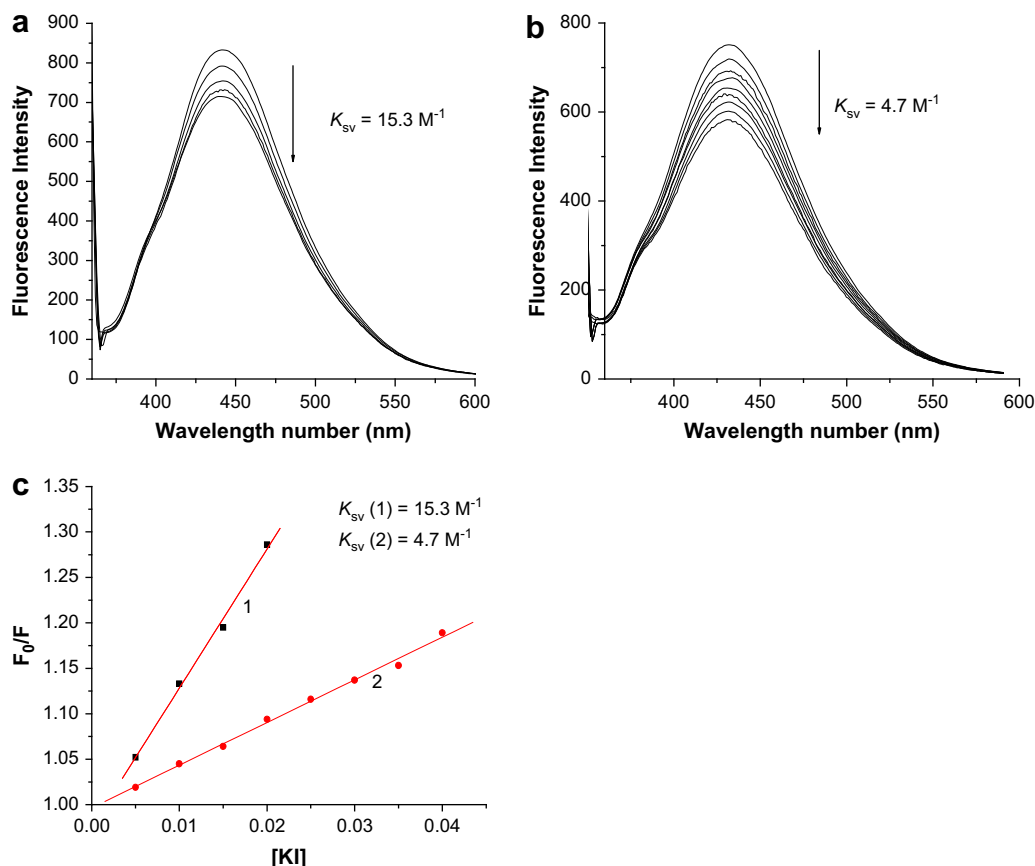 a
900
800
700
600
500
400
300
200
100
0
Fluorescence Intensity
K_sv = 15.3 M⁻¹
400 450 500 550 600
Wavelength number (nm)
b
800
600
400
200
0
Fluorescence Intensity
K_sv = 4.7 M⁻¹
400 450 500 550 600
Wavelength number (nm)
c
1.35
1.30
1.25
1.20
1.15
1.10
1.05
1.00
F₀/F
K_sv (1) = 15.3 M⁻¹
K_sv (2) = 4.7 M⁻¹
1
2
0.00 0.01 0.02 0.03 0.04
[KI]